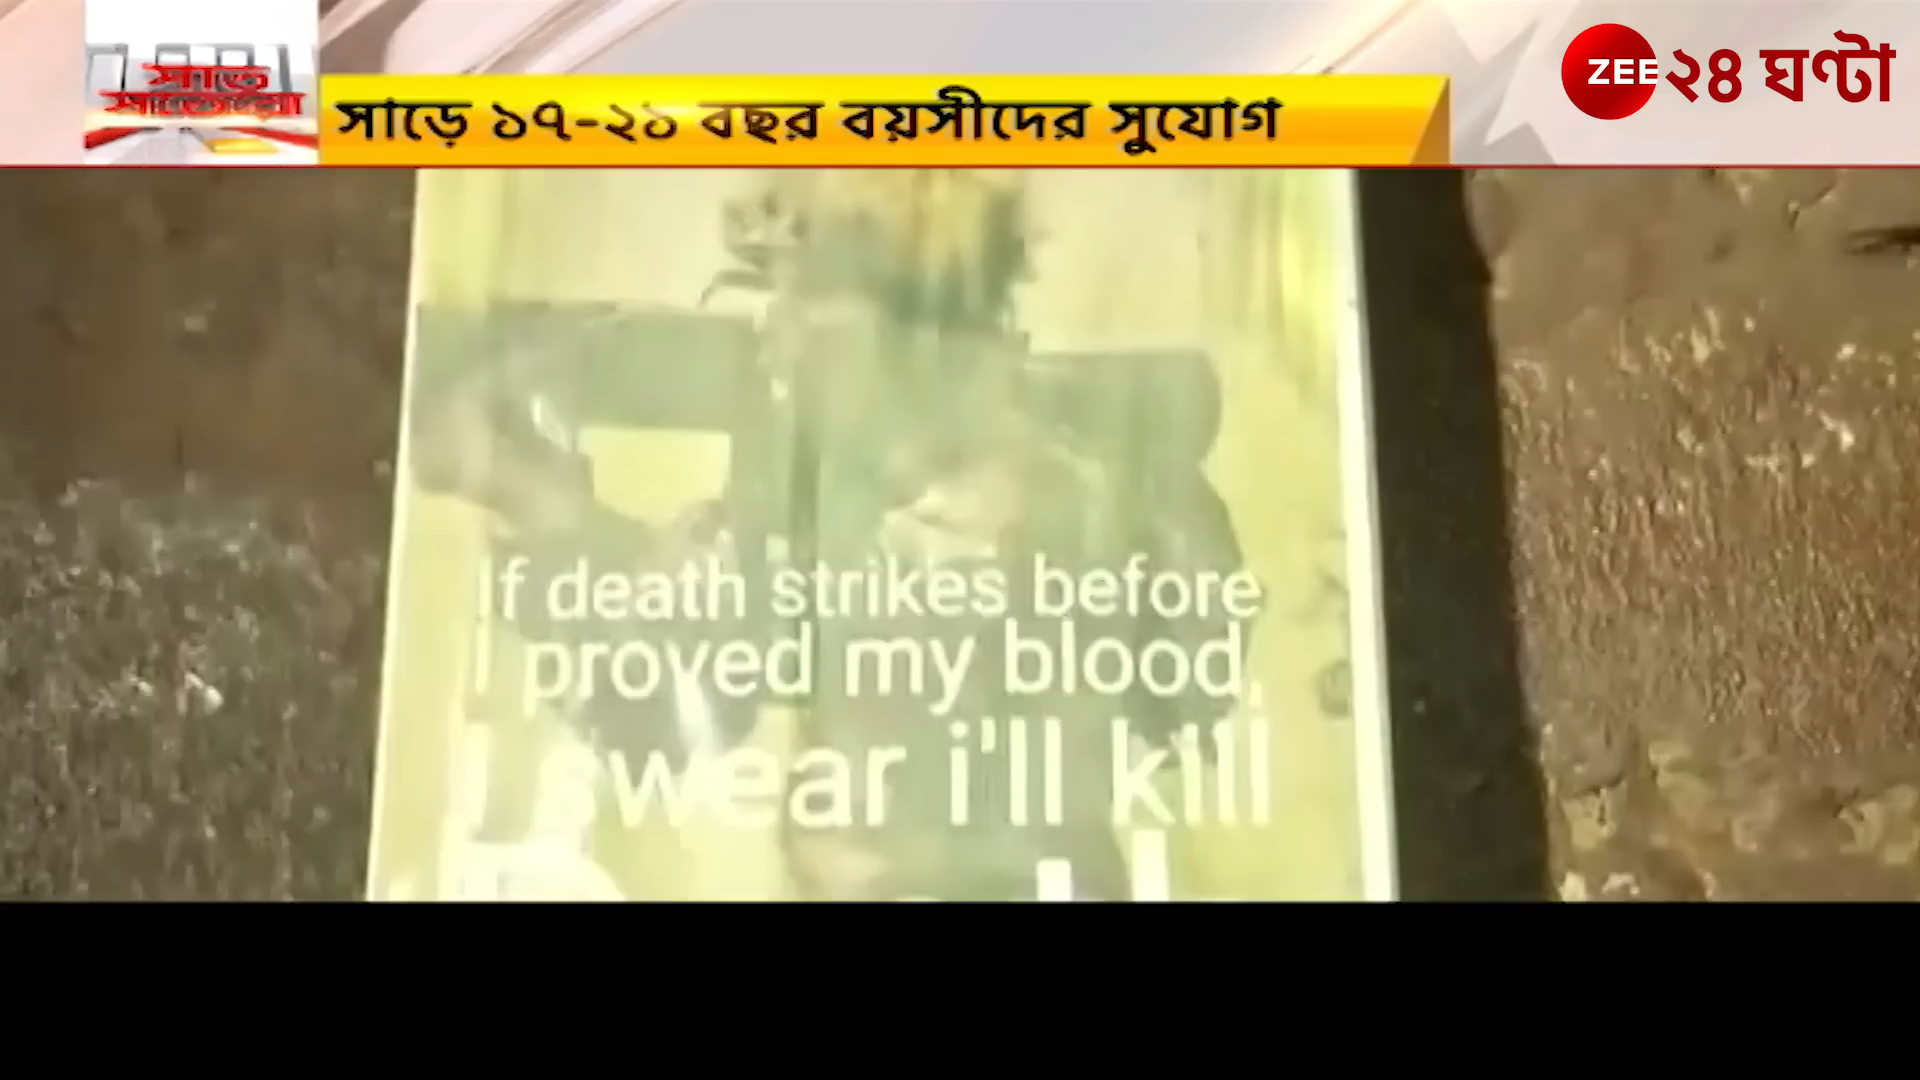 সাড়ে
সাতেরো
সাড়ে ১৭-২১ বছর বয়সীদের সুযোগ
ZEE ২৪ ঘণ্টা
If death strikes before
I proved my blood,
I swear i'll kill